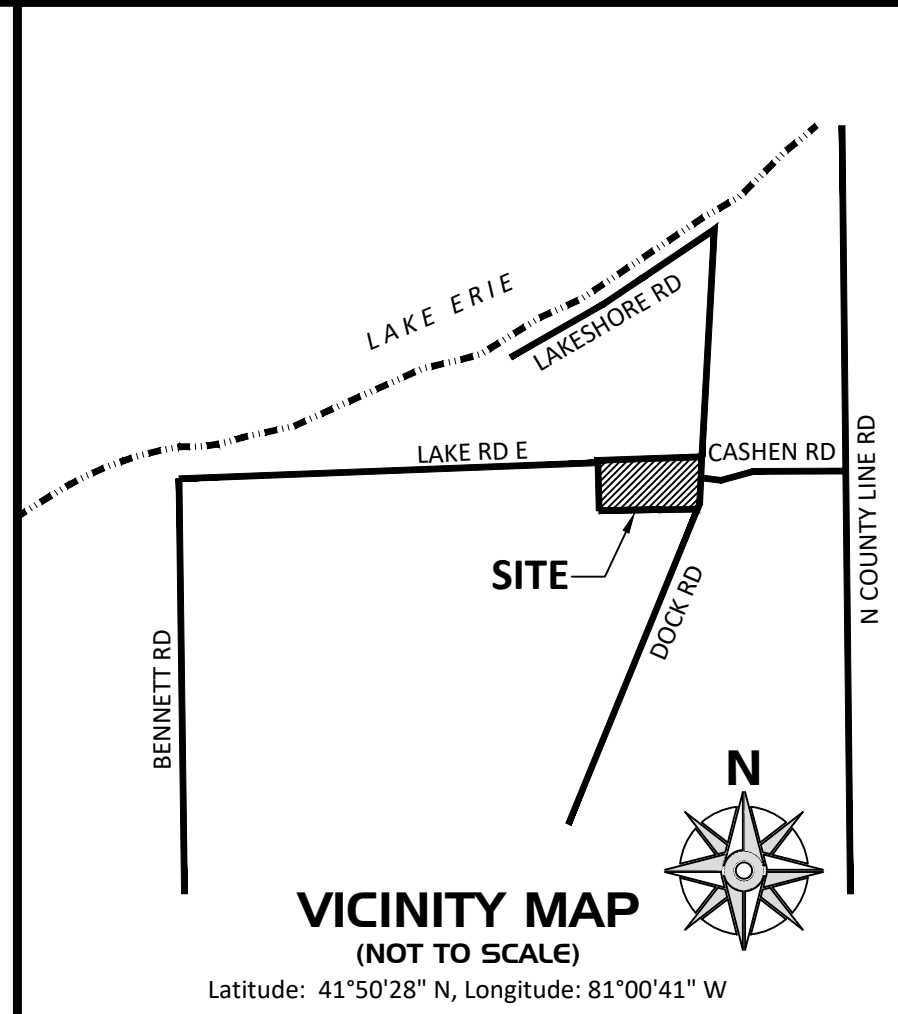 LAKE ERIE
LAKESHORE RD
LAKE RD E
CASHEN RD
N COUNTY LINE RD
SITE
DOCK RD
BENNETT RD
N
VICINITY MAP
(NOT TO SCALE)
Latitude: 41°50'28" N, Longitude: 81°00'41" W